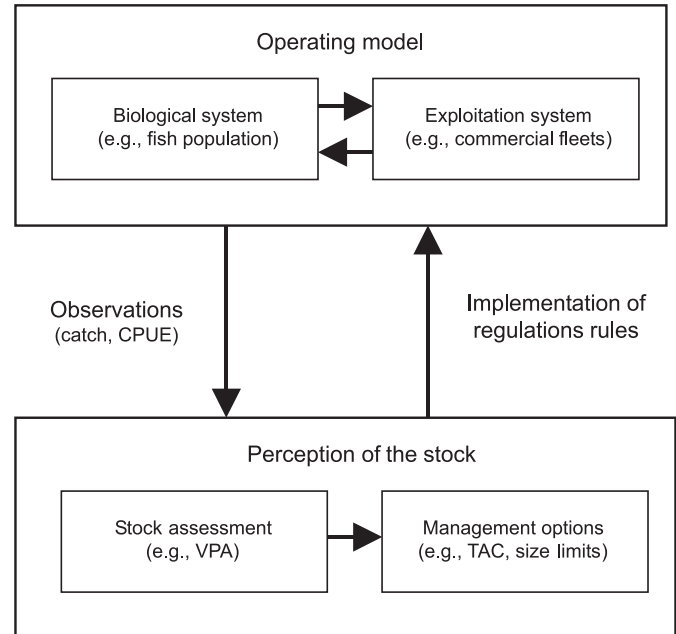 Operating model
Biological system
(e.g., fish population)
Exploitation system
(e.g., commercial fleets)
Observations
(catch, CPUE)
Implementation of
regulations rules
Perception of the stock
Stock assessment
(e.g., VPA)
Management options
(e.g., TAC, size limits)